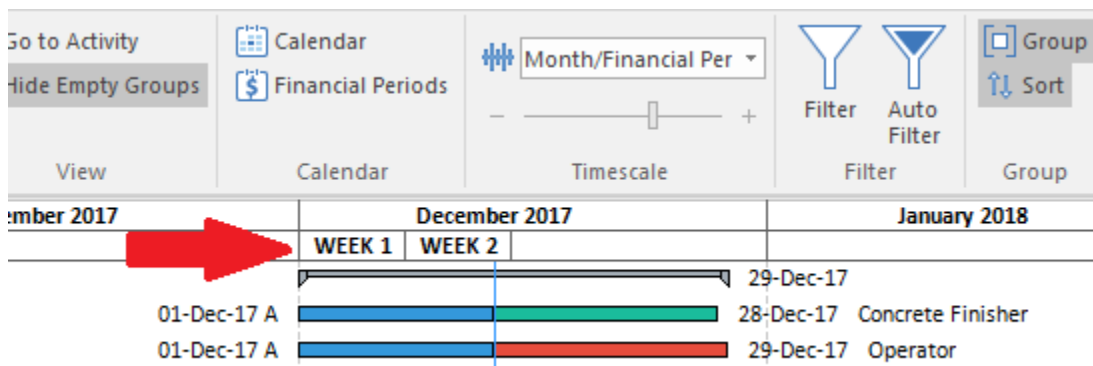 Go to Activity
Hide Empty Groups
View
Calendar
Financial Periods
Calendar
Month/Financial Per
- +
Timescale
Filter
Auto
Filter
Filter
Group
Sort
Group
ember 2017 December 2017 January 2018
WEEK 1 WEEK 2
29-Dec-17
01-Dec-17 A 28-Dec-17 Concrete Finisher
01-Dec-17 A 29-Dec-17 Operator